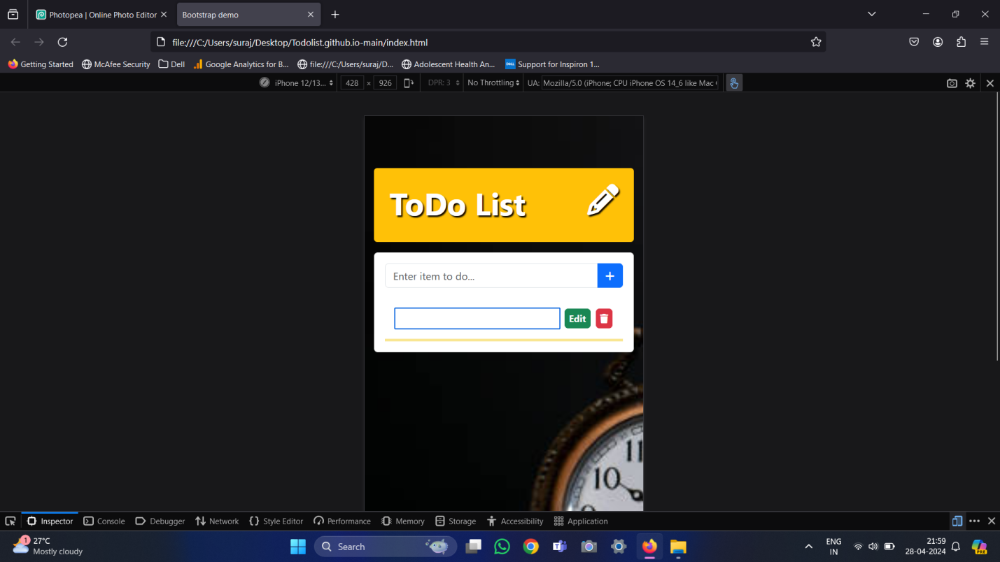 Photopea | Online Photo Editor
Bootstrap demo
file:///C:/Users/suraj/Desktop/Todolist.github.io-main/index.html
Getting Started
McAfee Security
Dell
Google Analytics for B...
file:///C:/Users/suraj/D...
Adolescent Health An...
Support for Inspiron 1...
iPhone 12/13...
428 × 926
DPR: 3
No Throttling
UA: Mozilla/5.0 (iPhone; CPU iPhone OS 14_6 like Mac
ToDo List
Enter item to do...
+
Edit
11
10
Inspector
Console
Debugger
Network
Style Editor
Performance
Memory
Storage
Accessibility
Application
1
27°C
Mostly cloudy
Search
ENG
IN
21:59
28-04-2024
PRE